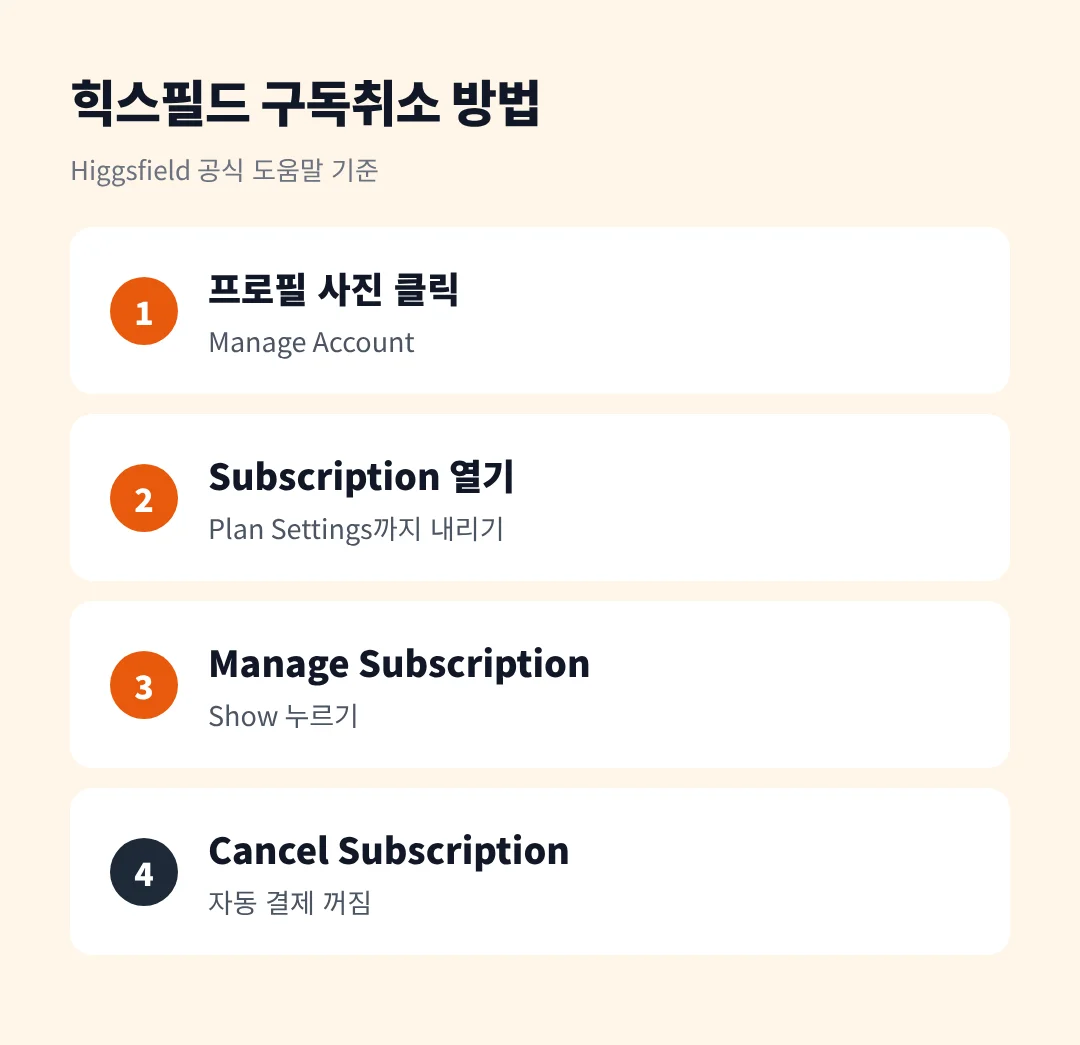 힉스필드 구독취소 방법
Higgsfield 공식 도움말 기준
1
프로필 사진 클릭
Manage Account
2
Subscription 열기
Plan Settings까지 내리기
3
Manage Subscription
Show 누르기
4
Cancel Subscription
자동 결제 꺼짐